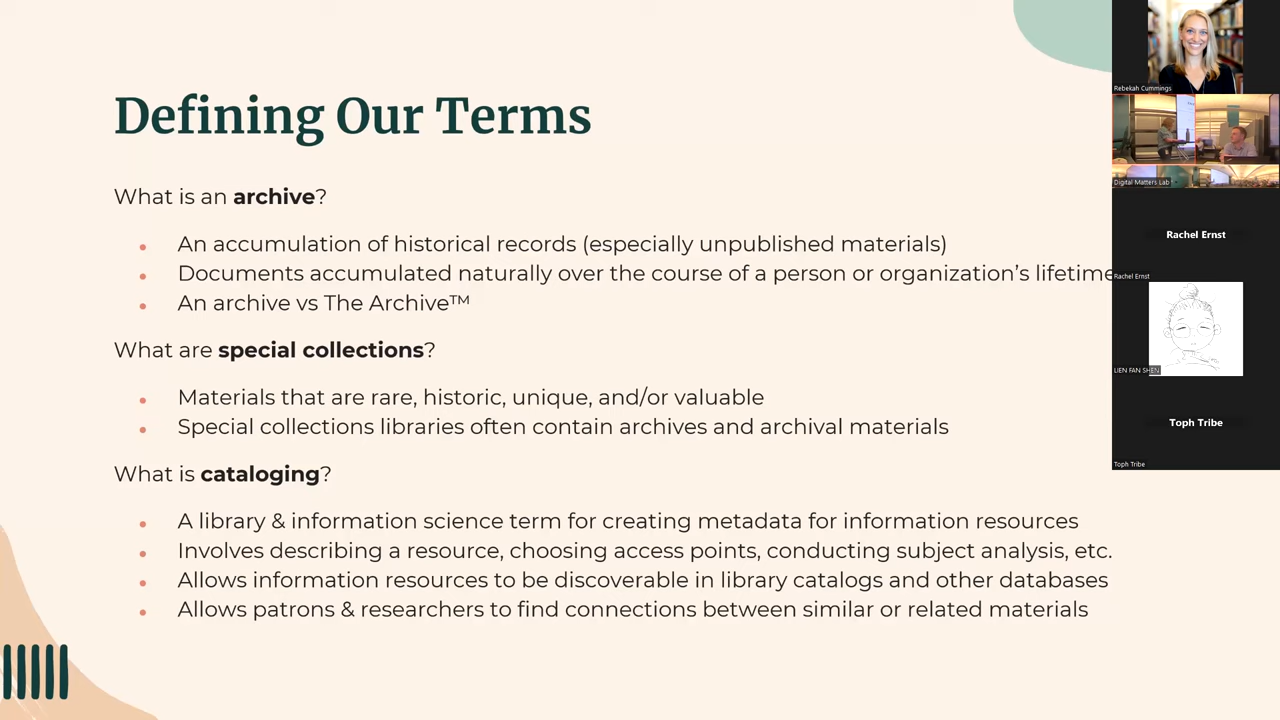 Defining Our Terms
What is an archive?
An accumulation of historical records (especially unpublished materials)
Documents accumulated naturally over the course of a person or organization’s lifetime
An archive vs The Archive™
What are special collections?
Materials that are rare, historic, unique, and/or valuable
Special collections libraries often contain archives and archival materials
What is cataloging?
A library & information science term for creating metadata for information resources
Involves describing a resource, choosing access points, conducting subject analysis, etc.
Allows information resources to be discoverable in library catalogs and other databases
Allows patrons & researchers to find connections between similar or related materials
Rebekah Cummings
Digital Matters Lab
Rachel Ernst
Rachel Ernst
LIEN FAN SHEN
Toph Tribe
Toph Tribe